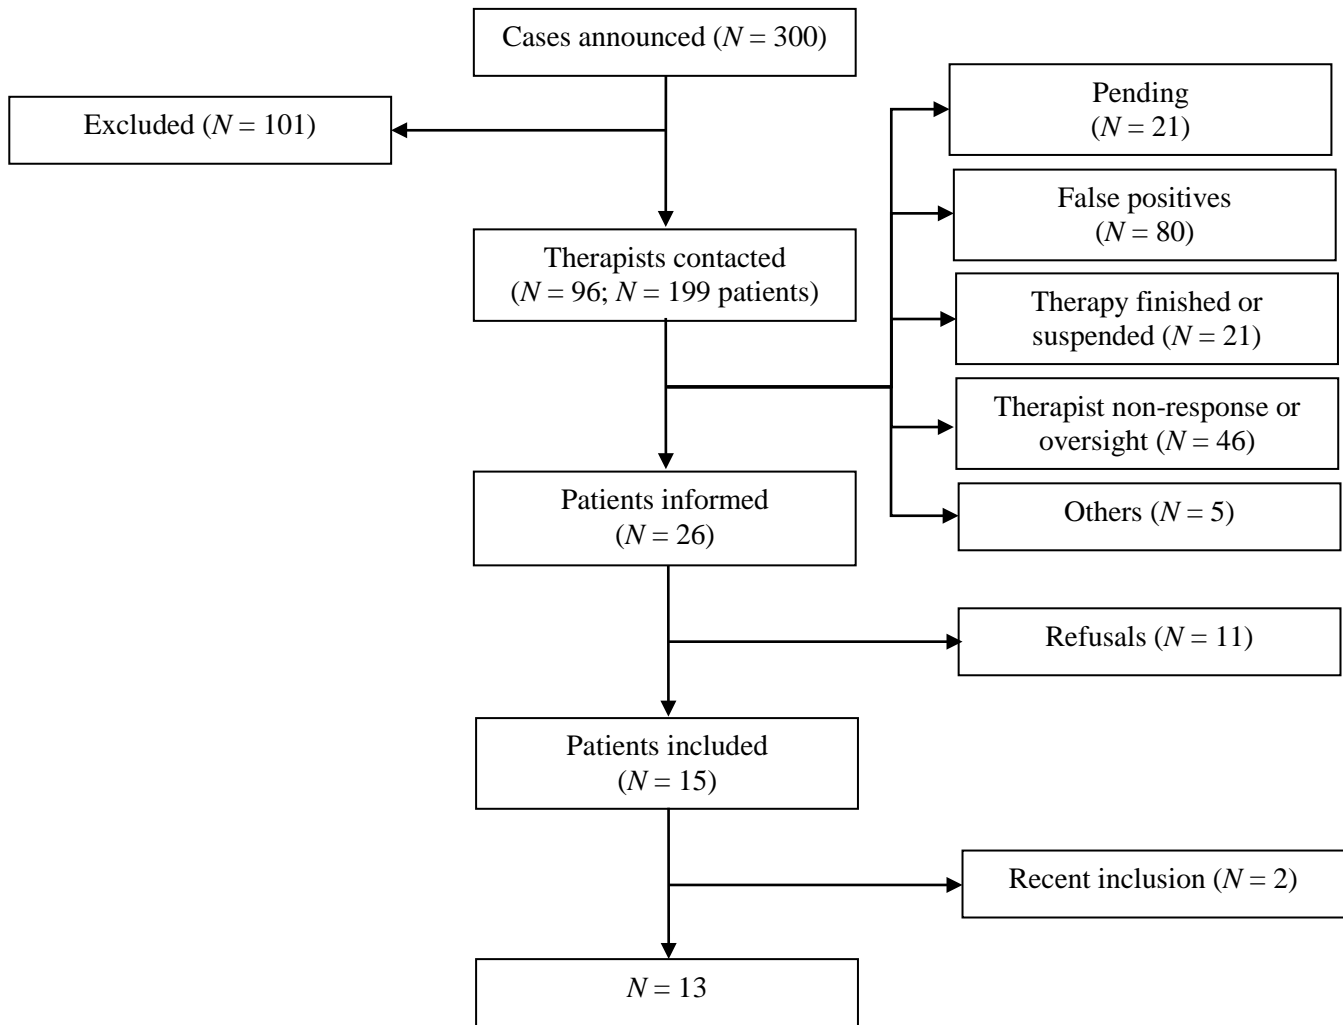 Cases announced (N = 300)
Excluded (N = 101)
Pending
(N = 21)
False positives
(N = 80)
Therapists contacted
(N = 96; N = 199 patients)
Therapy finished or
suspended (N = 21)
Therapist non-response or
oversight (N = 46)
Patients informed
(N = 26)
Others (N = 5)
Refusals (N = 11)
Patients included
(N = 15)
Recent inclusion (N = 2)
N = 13